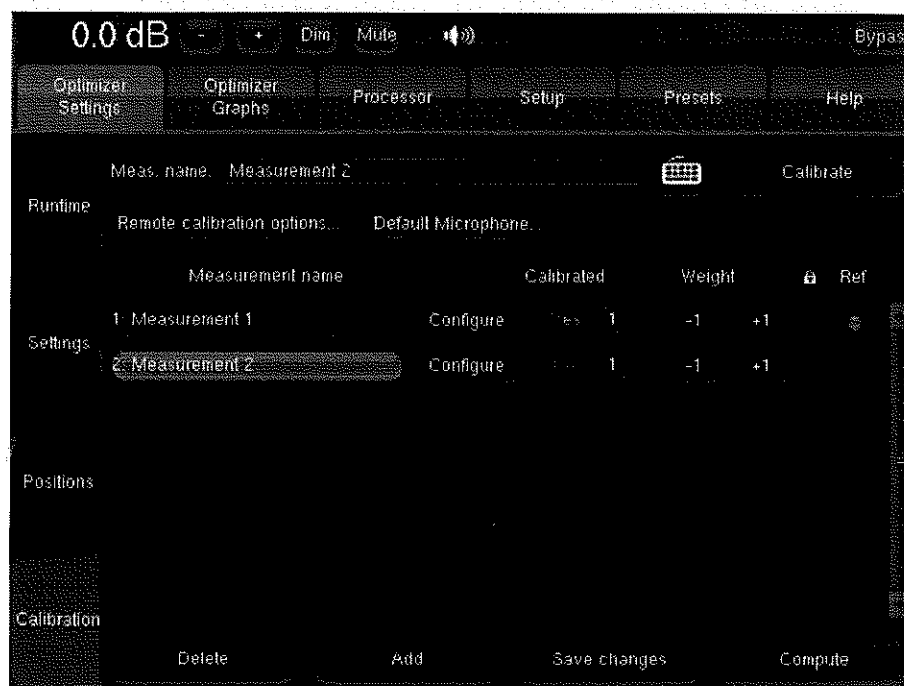 0.0 dB - + Dim Mute Bypas
Optimizer Settings Optimizer Graphs Processor Setup Presets Help
Meas. name: Measurement 2 Calibrate
Runtime
Remote calibration options... Default Microphone...
Measurement name Calibrated Weight Ref
1: Measurement 1 Configure Yes 1 -1 +1
Settings
2: Measurement 2 Configure 1 -1 +1
Positions
Calibration
Delete Add Save changes Compute